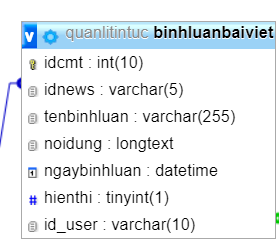 v quanlitintuc binhluanbaiviet
idcmt : int(10)
idnews : varchar(5)
tenbinhluan : varchar(255)
noidung : longtext
ngaybinhluan : datetime
# hienthi : tinyint(1)
id_user : varchar(10)